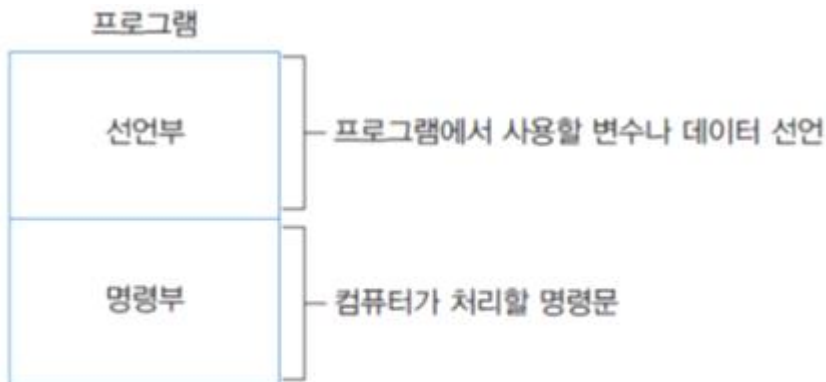 프로그램
선언부
프로그램에서 사용할 변수나 데이터 선언
명령부
컴퓨터가 처리할 명령문